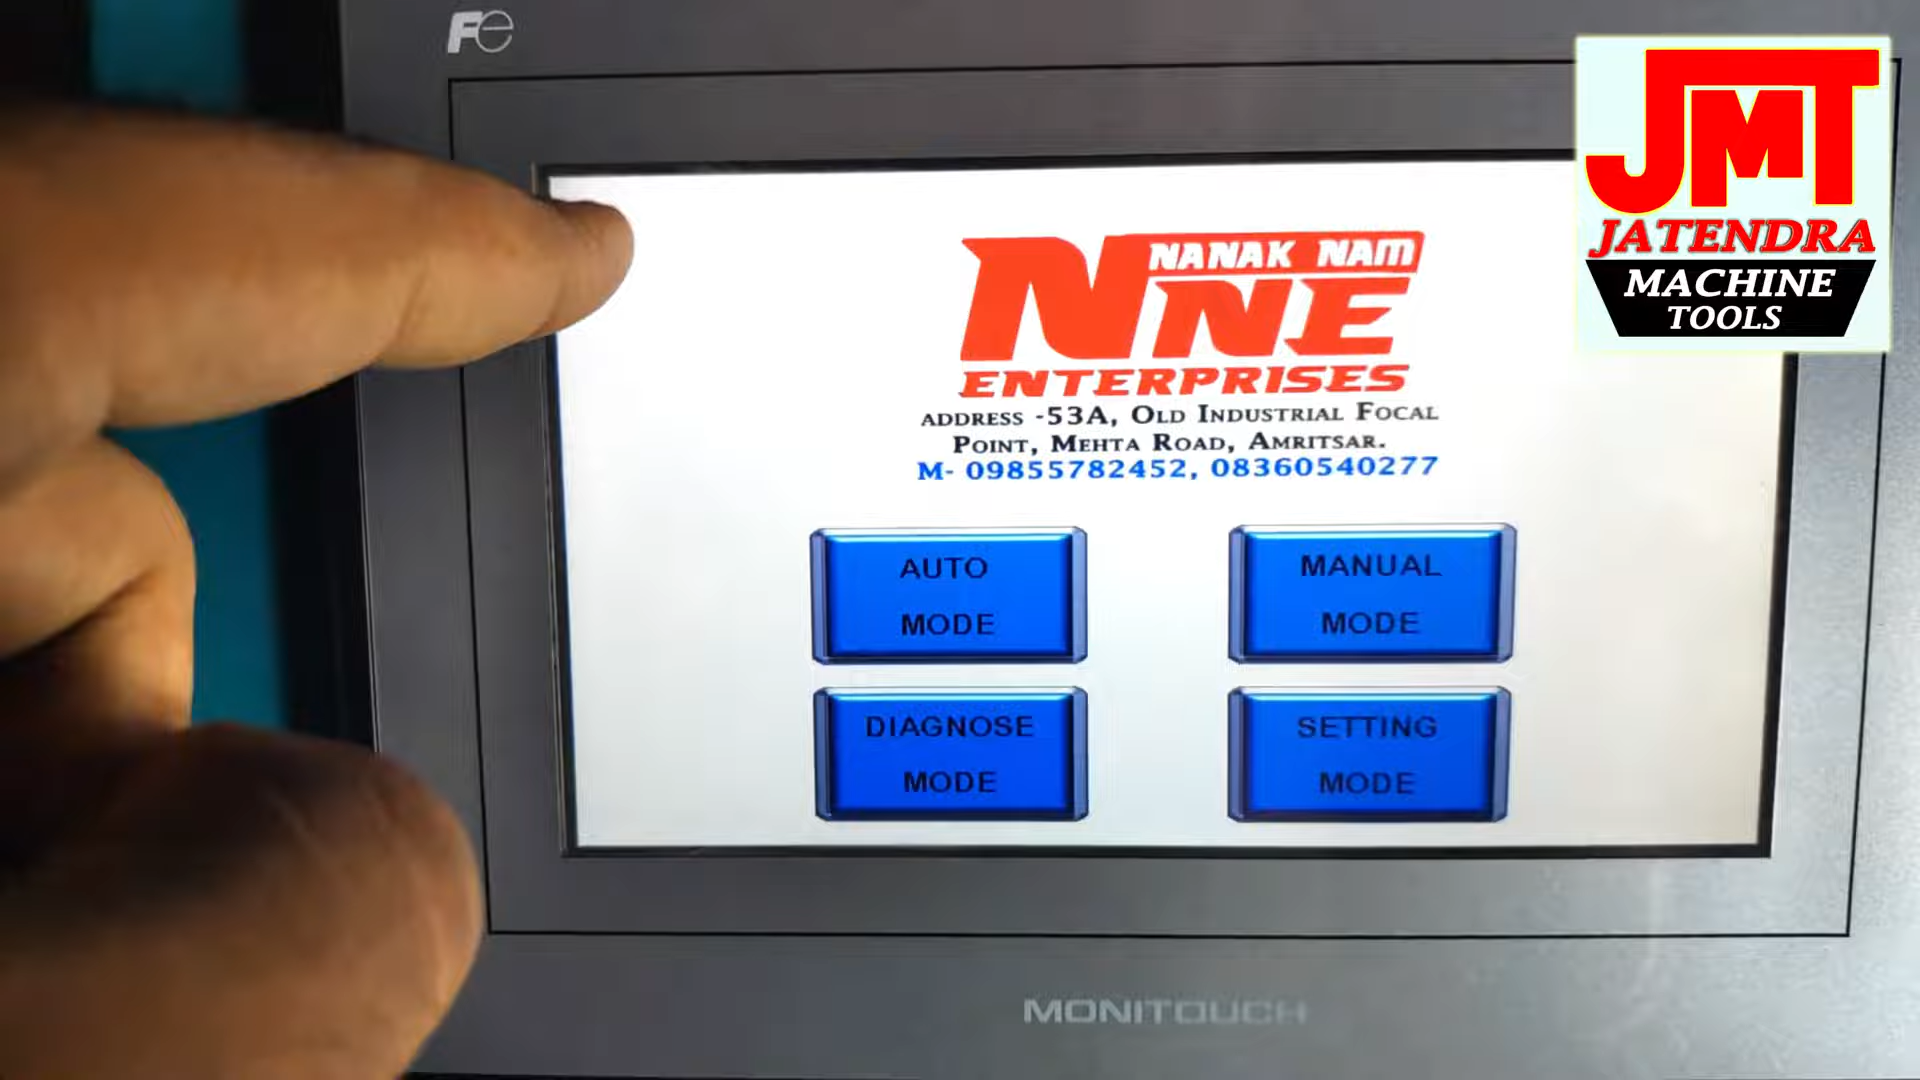 Fe
JMT
JATENDRA
MACHINE
TOOLS
NANAK NAM
NNE
ENTERPRISES
ADDRESS -53A, OLD INDUSTRIAL FOCAL
POINT, MEHTA ROAD, AMRITSAR.
M- 09855782452, 08360540277
AUTO
MODE
MANUAL
MODE
DIAGNOSE
MODE
SETTING
MODE
MONITOUCH